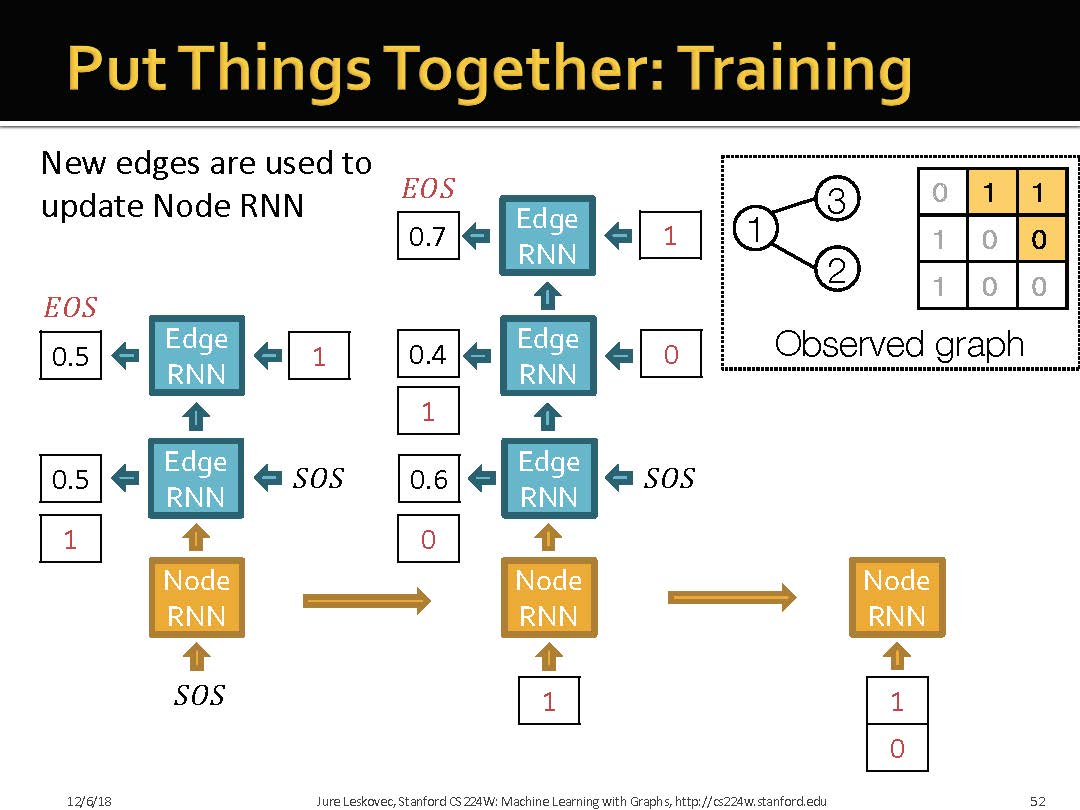 Put Things Together: Training
New edges are used to
update Node RNN
EOS
0.7
Edge
RNN
1
EOS
0.5
Edge
RNN
1
0.4
1
Edge
RNN
0
0.5
1
Edge
RNN
SOS
0.6
0
Edge
RNN
SOS
Node
RNN
SOS
Node
RNN
1
Node
RNN
1
0
1
3
2
0 1 1
1 0 0
1 0 0
Observed graph
12/6/18
Jure Leskovec, Stanford CS224W: Machine Learning with Graphs, http://cs224w.stanford.edu
52